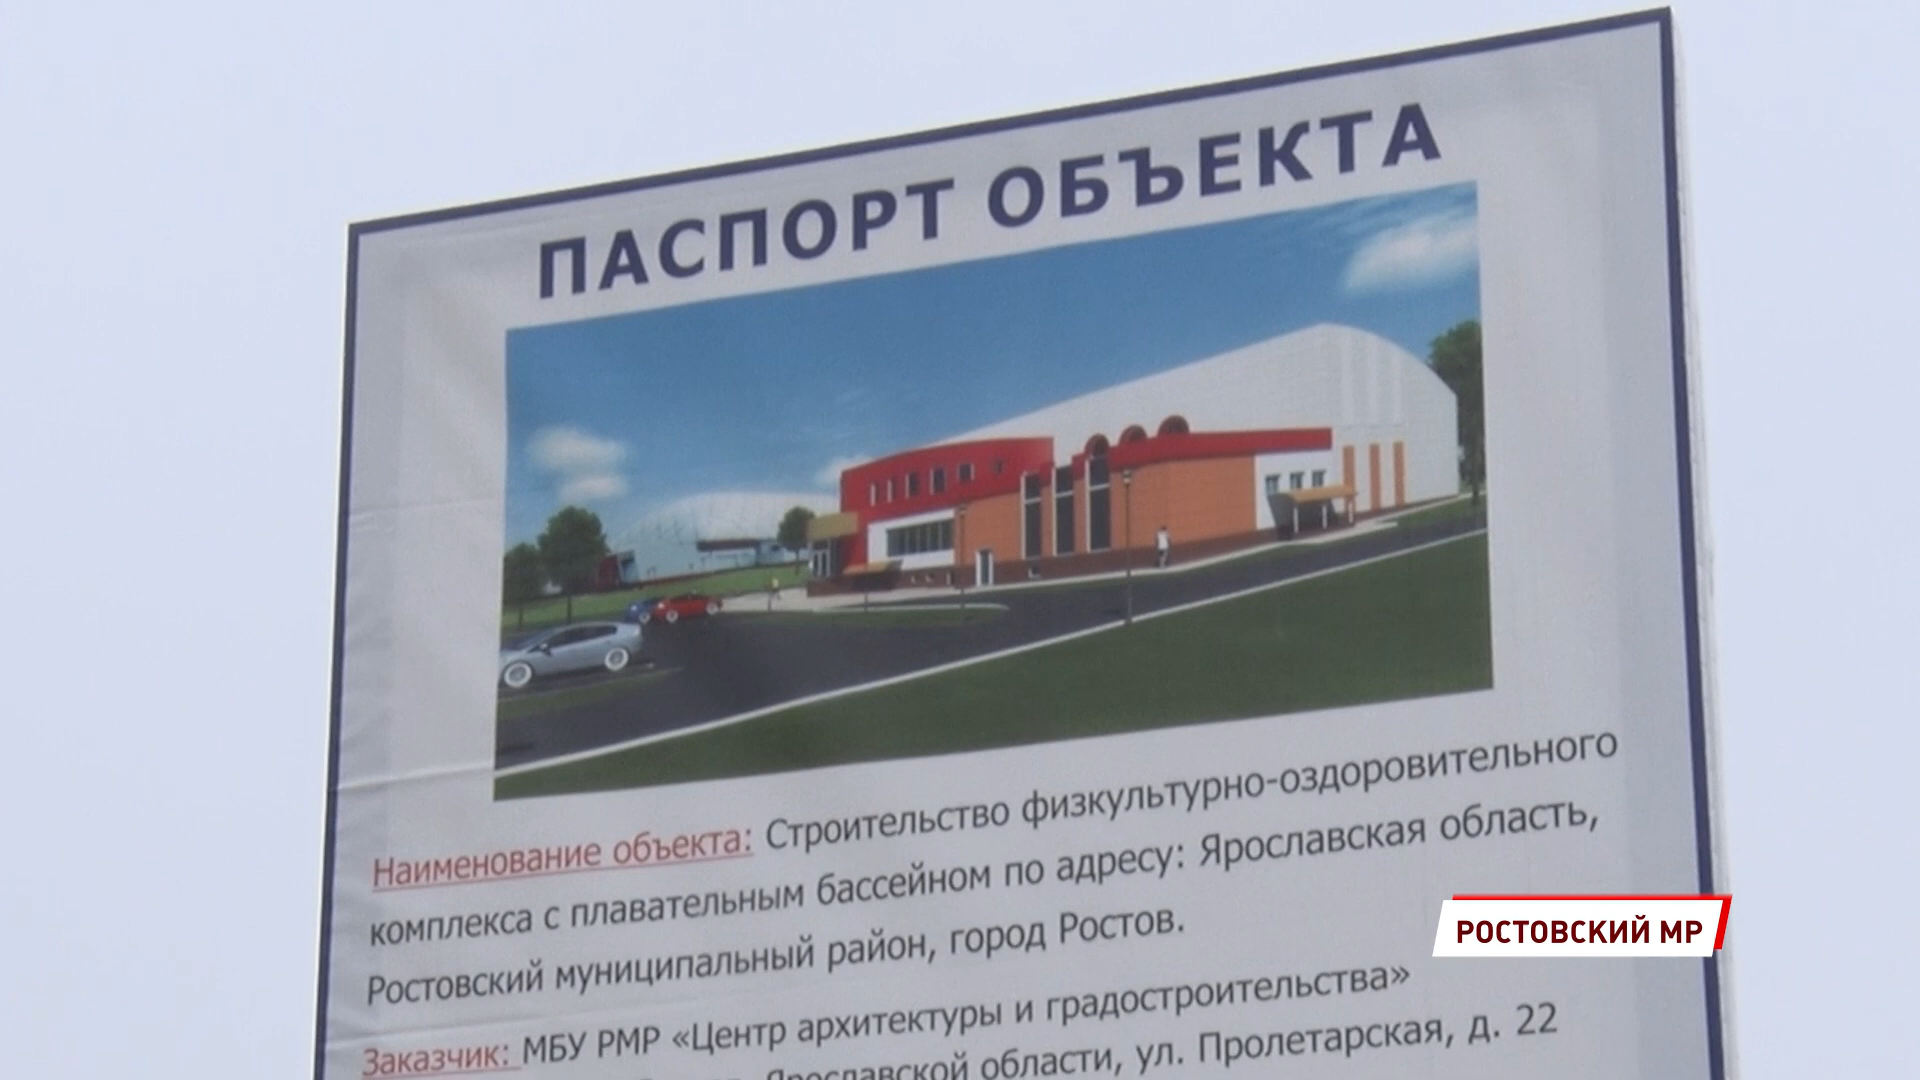 ПАСПОРТ ОБЪЕКТА
Наименование объекта: Строительство физкультурно-оздоровительного
комплекса с плавательным бассейном по адресу: Ярославская область,
Ростовский муниципальный район, город Ростов.
РОСТОВСКИЙ МР
Заказчик: МБУ РМР «Центр архитектуры и градостроительства»
Ярославской области, ул. Пролетарская, д. 22